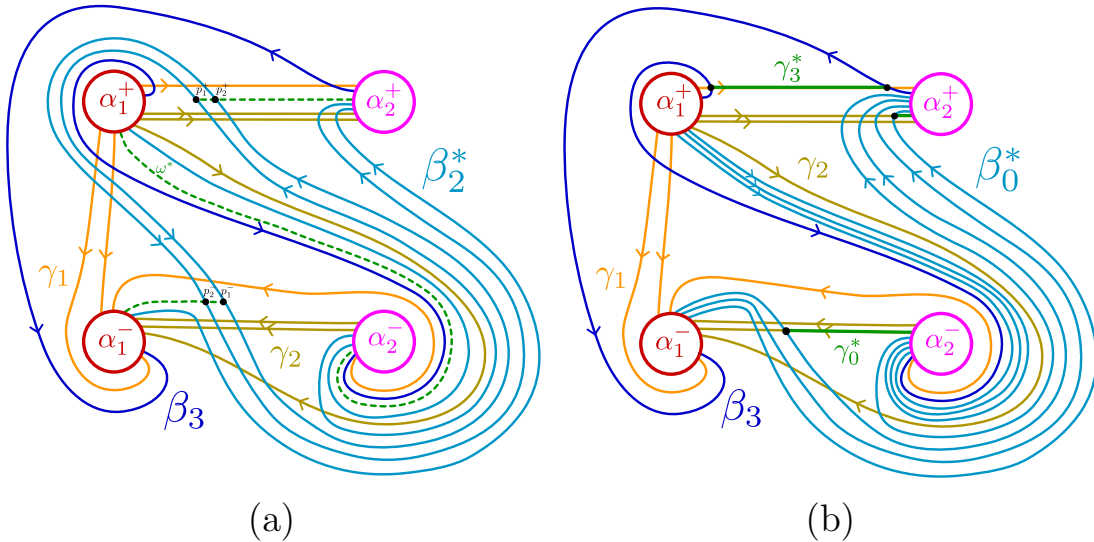 α₁⁺
p₁⁺ p₂⁺
α₂⁺
ω*
β₂*
γ₁
p₂⁻ p₁⁻
α₁⁻
γ₂
α₂⁻
β₃
(a)
α₁⁺
γ₃*
α₂⁺
γ₂
β₀*
γ₁
α₁⁻
γ₀*
α₂⁻
β₃
(b)